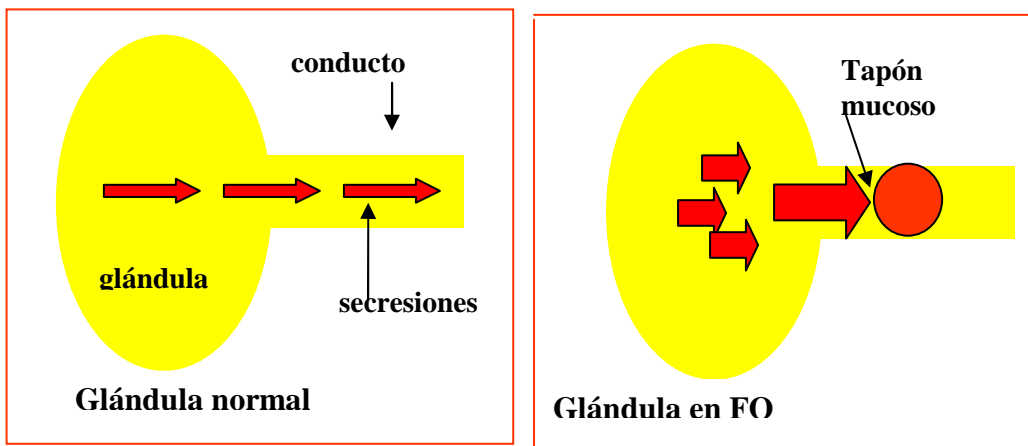 conducto
glándula
secresiones
Glándula normal
Tapón
mucoso
Glándula en FQ